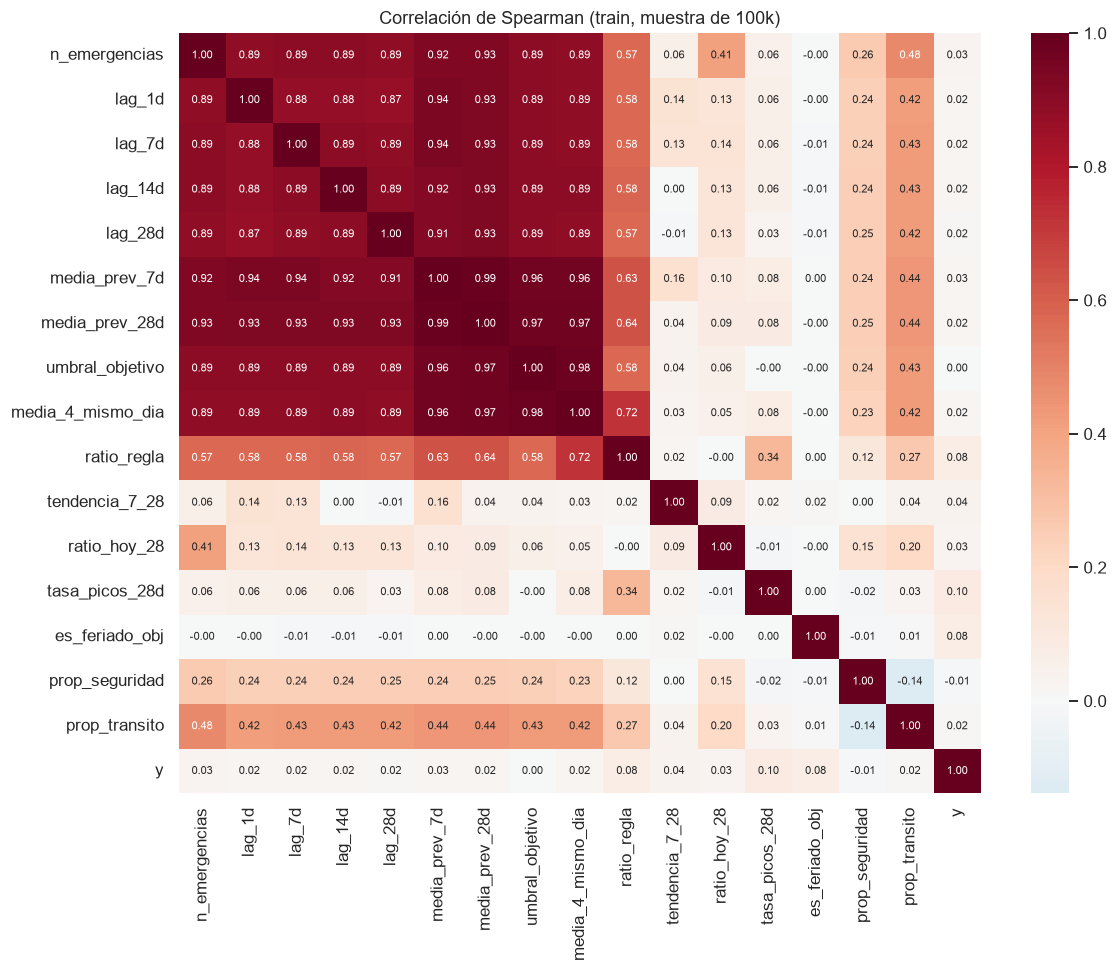 Correlación de Spearman (train, muestra de 100k)
n_emergencias 1.00 0.89 0.89 0.89 0.89 0.92 0.93 0.89 0.89 0.57 0.06 0.41 0.06 -0.00 0.26 0.48 0.03
lag_1d 0.89 1.00 0.88 0.88 0.87 0.94 0.93 0.89 0.89 0.58 0.14 0.13 0.06 -0.00 0.24 0.42 0.02
lag_7d 0.89 0.88 1.00 0.89 0.89 0.94 0.93 0.89 0.89 0.58 0.13 0.14 0.06 -0.01 0.24 0.43 0.02
lag_14d 0.89 0.88 0.89 1.00 0.89 0.92 0.93 0.89 0.89 0.58 0.00 0.13 0.06 -0.01 0.24 0.43 0.02
lag_28d 0.89 0.87 0.89 0.89 1.00 0.91 0.93 0.89 0.89 0.57 -0.01 0.13 0.03 -0.01 0.25 0.42 0.02
media_prev_7d 0.92 0.94 0.94 0.92 0.91 1.00 0.99 0.96 0.96 0.63 0.16 0.10 0.08 0.00 0.24 0.44 0.03
media_prev_28d 0.93 0.93 0.93 0.93 0.93 0.99 1.00 0.97 0.97 0.64 0.04 0.09 0.08 -0.00 0.25 0.44 0.02
umbral_objetivo 0.89 0.89 0.89 0.89 0.89 0.96 0.97 1.00 0.98 0.58 0.04 0.06 -0.00 -0.00 0.24 0.43 0.00
media_4_mismo_dia 0.89 0.89 0.89 0.89 0.89 0.96 0.97 0.98 1.00 0.72 0.03 0.05 0.08 -0.00 0.23 0.42 0.02
ratio_regla 0.57 0.58 0.58 0.58 0.57 0.63 0.64 0.58 0.72 1.00 0.02 -0.00 0.34 0.00 0.12 0.27 0.08
tendencia_7_28 0.06 0.14 0.13 0.00 -0.01 0.16 0.04 0.04 0.03 0.02 1.00 0.09 0.02 0.02 0.00 0.04 0.04
ratio_hoy_28 0.41 0.13 0.14 0.13 0.13 0.10 0.09 0.06 0.05 -0.00 0.09 1.00 -0.01 -0.00 0.15 0.20 0.03
tasa_picos_28d 0.06 0.06 0.06 0.06 0.03 0.08 0.08 -0.00 0.08 0.34 0.02 -0.01 1.00 0.00 -0.02 0.03 0.10
es_feriado_obj -0.00 -0.00 -0.01 -0.01 -0.01 0.00 -0.00 -0.00 -0.00 0.00 0.02 -0.00 0.00 1.00 -0.01 0.01 0.08
prop_seguridad 0.26 0.24 0.24 0.24 0.25 0.24 0.25 0.24 0.23 0.12 0.00 0.15 -0.02 -0.01 1.00 -0.14 -0.01
prop_transito 0.48 0.42 0.43 0.43 0.42 0.44 0.44 0.43 0.42 0.27 0.04 0.20 0.03 0.01 -0.14 1.00 0.02
y 0.03 0.02 0.02 0.02 0.02 0.03 0.02 0.00 0.02 0.08 0.04 0.03 0.10 0.08 -0.01 0.02 1.00
n_emergencias
lag_1d
lag_7d
lag_14d
lag_28d
media_prev_7d
media_prev_28d
umbral_objetivo
media_4_mismo_dia
ratio_regla
tendencia_7_28
ratio_hoy_28
tasa_picos_28d
es_feriado_obj
prop_seguridad
prop_transito
y
1.0
0.8
0.6
0.4
0.2
0.0